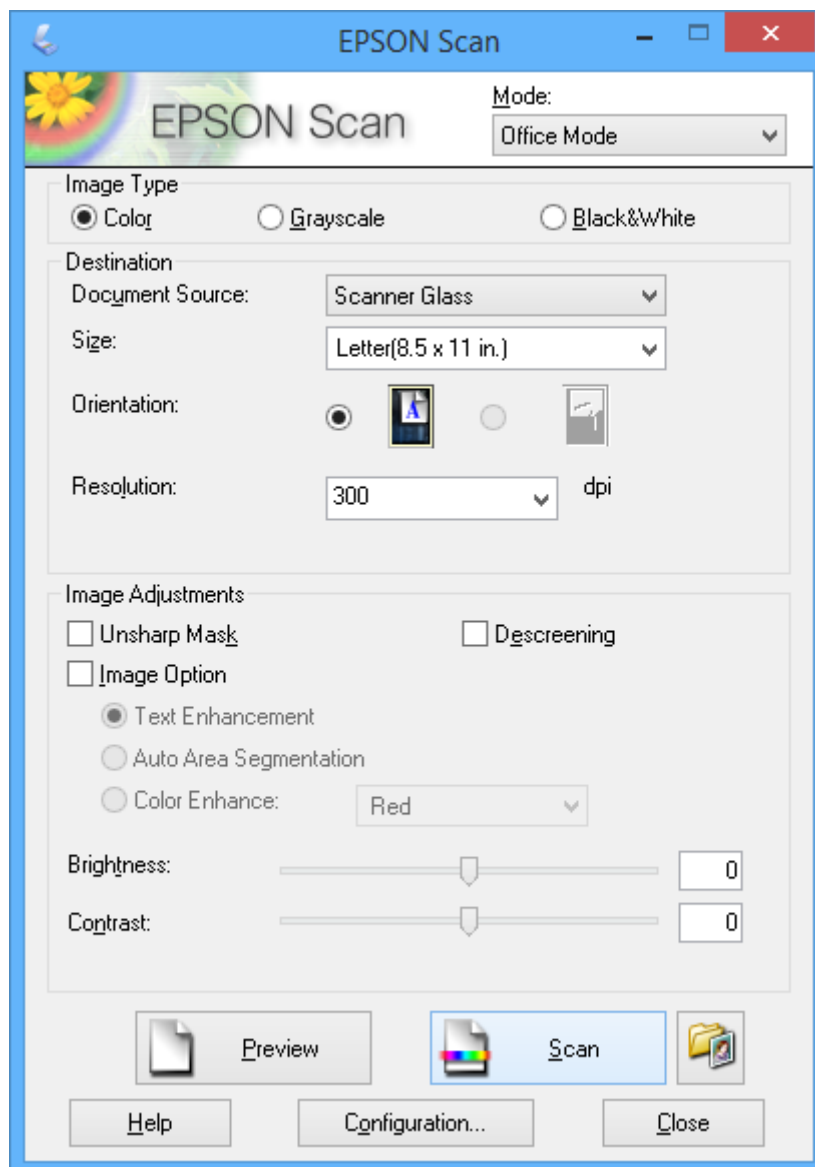 EPSON Scan
EPSON Scan
Mode:
Office Mode
Image Type
Color
Grayscale
Black&White
Destination
Document Source:
Scanner Glass
Size:
Letter(8.5 x 11 in.)
Orientation:
A
Resolution:
300
dpi
Image Adjustments
Unsharp Mask
Descreening
Image Option
Text Enhancement
Auto Area Segmentation
Color Enhance:
Red
Brightness:
0
Contrast:
0
Preview
Scan
Help
Configuration...
Close